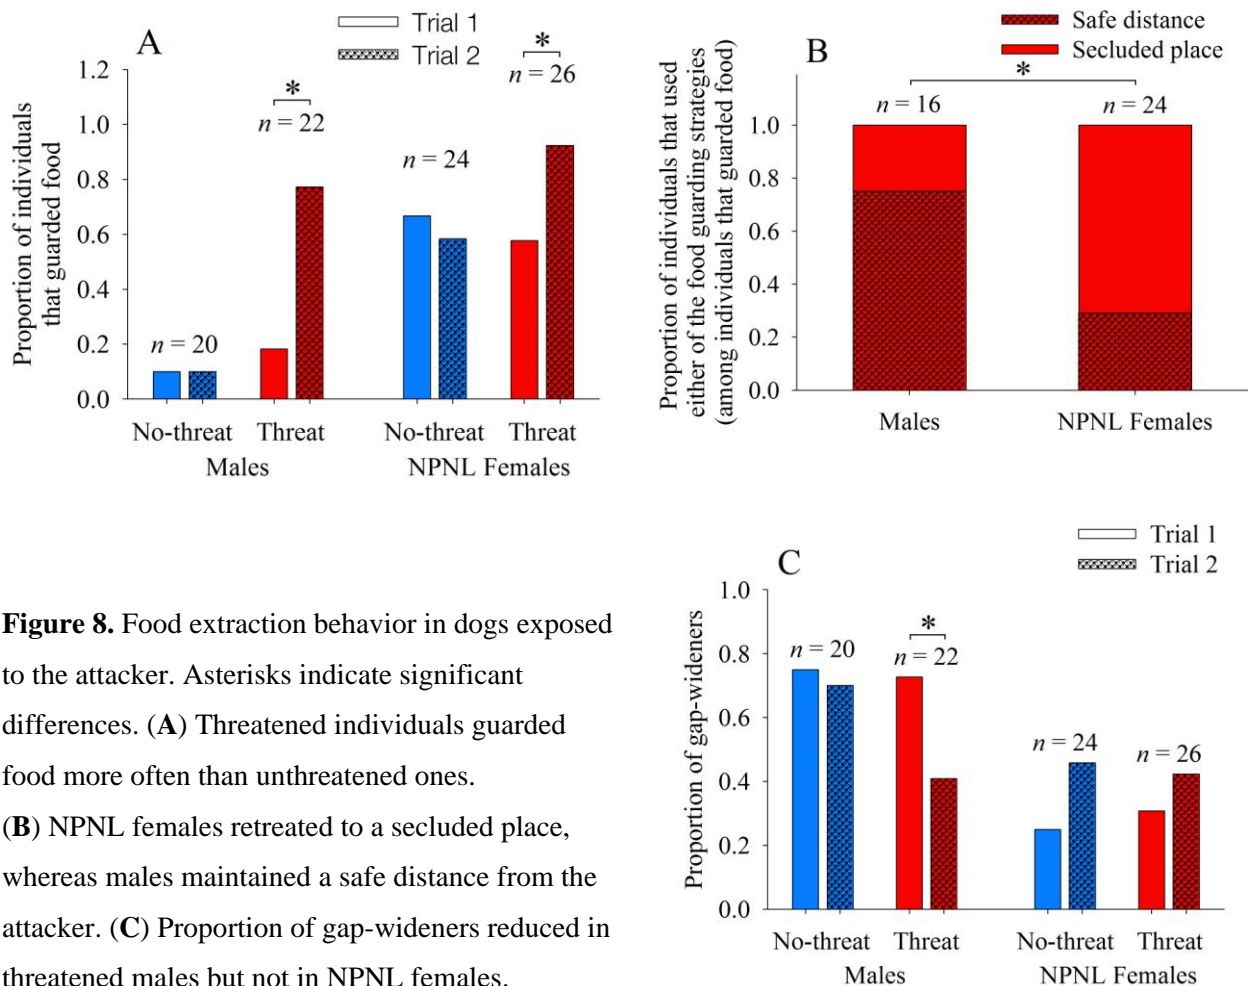 A
Trial 1
Trial 2
Proportion of individuals
that guarded food
1.2
1.0
0.8
0.6
0.4
0.2
0.0
n = 20
n = 22
*
n = 24
n = 26
*
No-threat Threat No-threat Threat
Males NPNL Females
B
Safe distance
Secluded place
Proportion of individuals that used
either of the food guarding strategies
(among individuals that guarded food)
1.0
0.8
0.6
0.4
0.2
0.0
*
n = 16
n = 24
Males NPNL Females
Figure 8. Food extraction behavior in dogs exposed
to the attacker. Asterisks indicate significant
differences. (A) Threatened individuals guarded
food more often than unthreatened ones.
(B) NPNL females retreated to a secluded place,
whereas males maintained a safe distance from the
attacker. (C) Proportion of gap-wideners reduced in
threatened males but not in NPNL females.
C
Trial 1
Trial 2
Proportion of gap-wideners
1.0
0.8
0.6
0.4
0.2
0.0
n = 20
*
n = 22
n = 24
n = 26
No-threat Threat No-threat Threat
Males NPNL Females